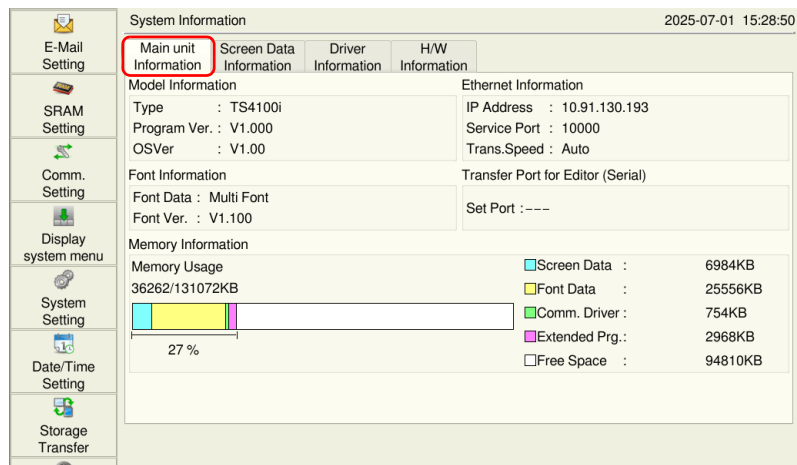 System Information 2025-07-01 15:28:50
E-Mail
Setting
SRAM
Setting
Comm.
Setting
Display
system menu
System
Setting
Date/Time
Setting
Storage
Transfer
Main unit
Information
Screen Data
Information
Driver
Information
H/W
Information
Model Information
Type : TS4100i
Program Ver. : V1.000
OSVer : V1.00
Ethernet Information
IP Address : 10.91.130.193
Service Port : 10000
Trans.Speed : Auto
Font Information
Font Data : Multi Font
Font Ver. : V1.100
Transfer Port for Editor (Serial)
Set Port :---
Memory Information
Memory Usage
36262/131072KB
27 %
Screen Data : 6984KB
Font Data : 25556KB
Comm. Driver : 754KB
Extended Prg.: 2968KB
Free Space : 94810KB